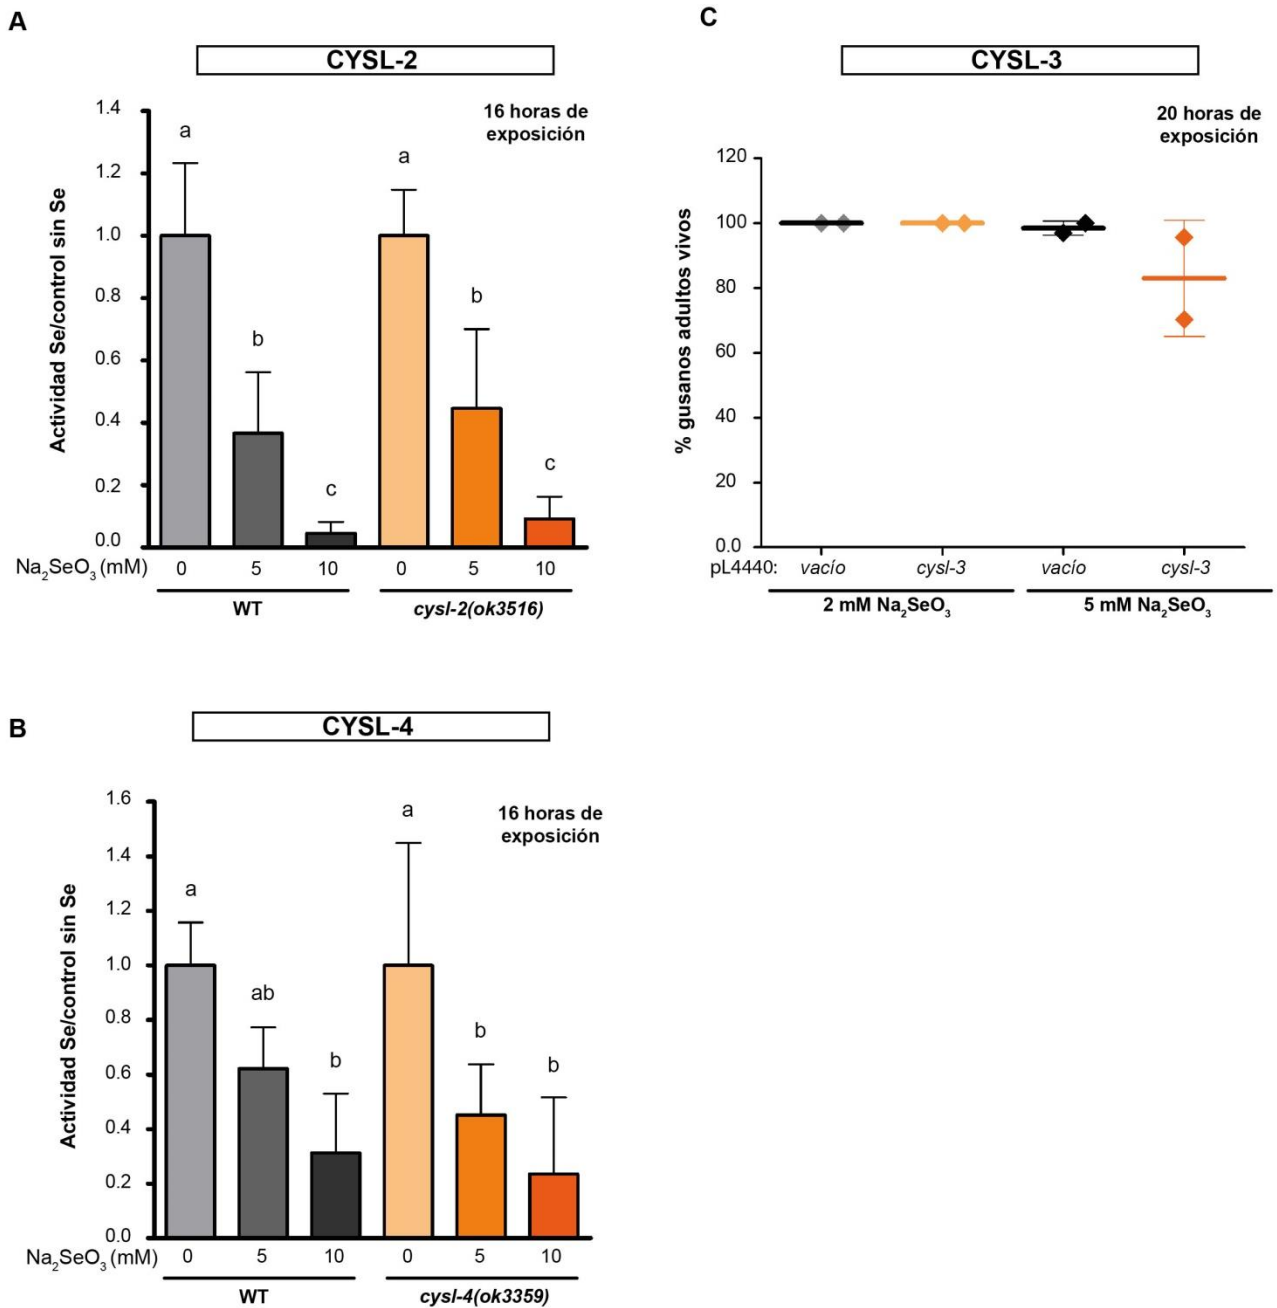 A
CYSL-2
16 horas de
exposición
Actividad Se/control sin Se
1.4
1.2
1.0
0.8
0.6
0.4
0.2
0.0
a
b
c
a
b
c
Na₂SeO₃ (mM)
0 5 10 0 5 10
WT cysl-2(ok3516)
C
CYSL-3
20 horas de
exposición
% gusanos adultos vivos
120
100
80
60
40
20
0.0
pL4440: vacío cysl-3 vacío cysl-3
2 mM Na₂SeO₃ 5 mM Na₂SeO₃
B
CYSL-4
16 horas de
exposición
Actividad Se/control sin Se
1.6
1.4
1.2
1.0
0.8
0.6
0.4
0.2
0.0
a
ab
b
a
b
b
Na₂SeO₃ (mM)
0 5 10 0 5 10
WT cysl-4(ok3359)